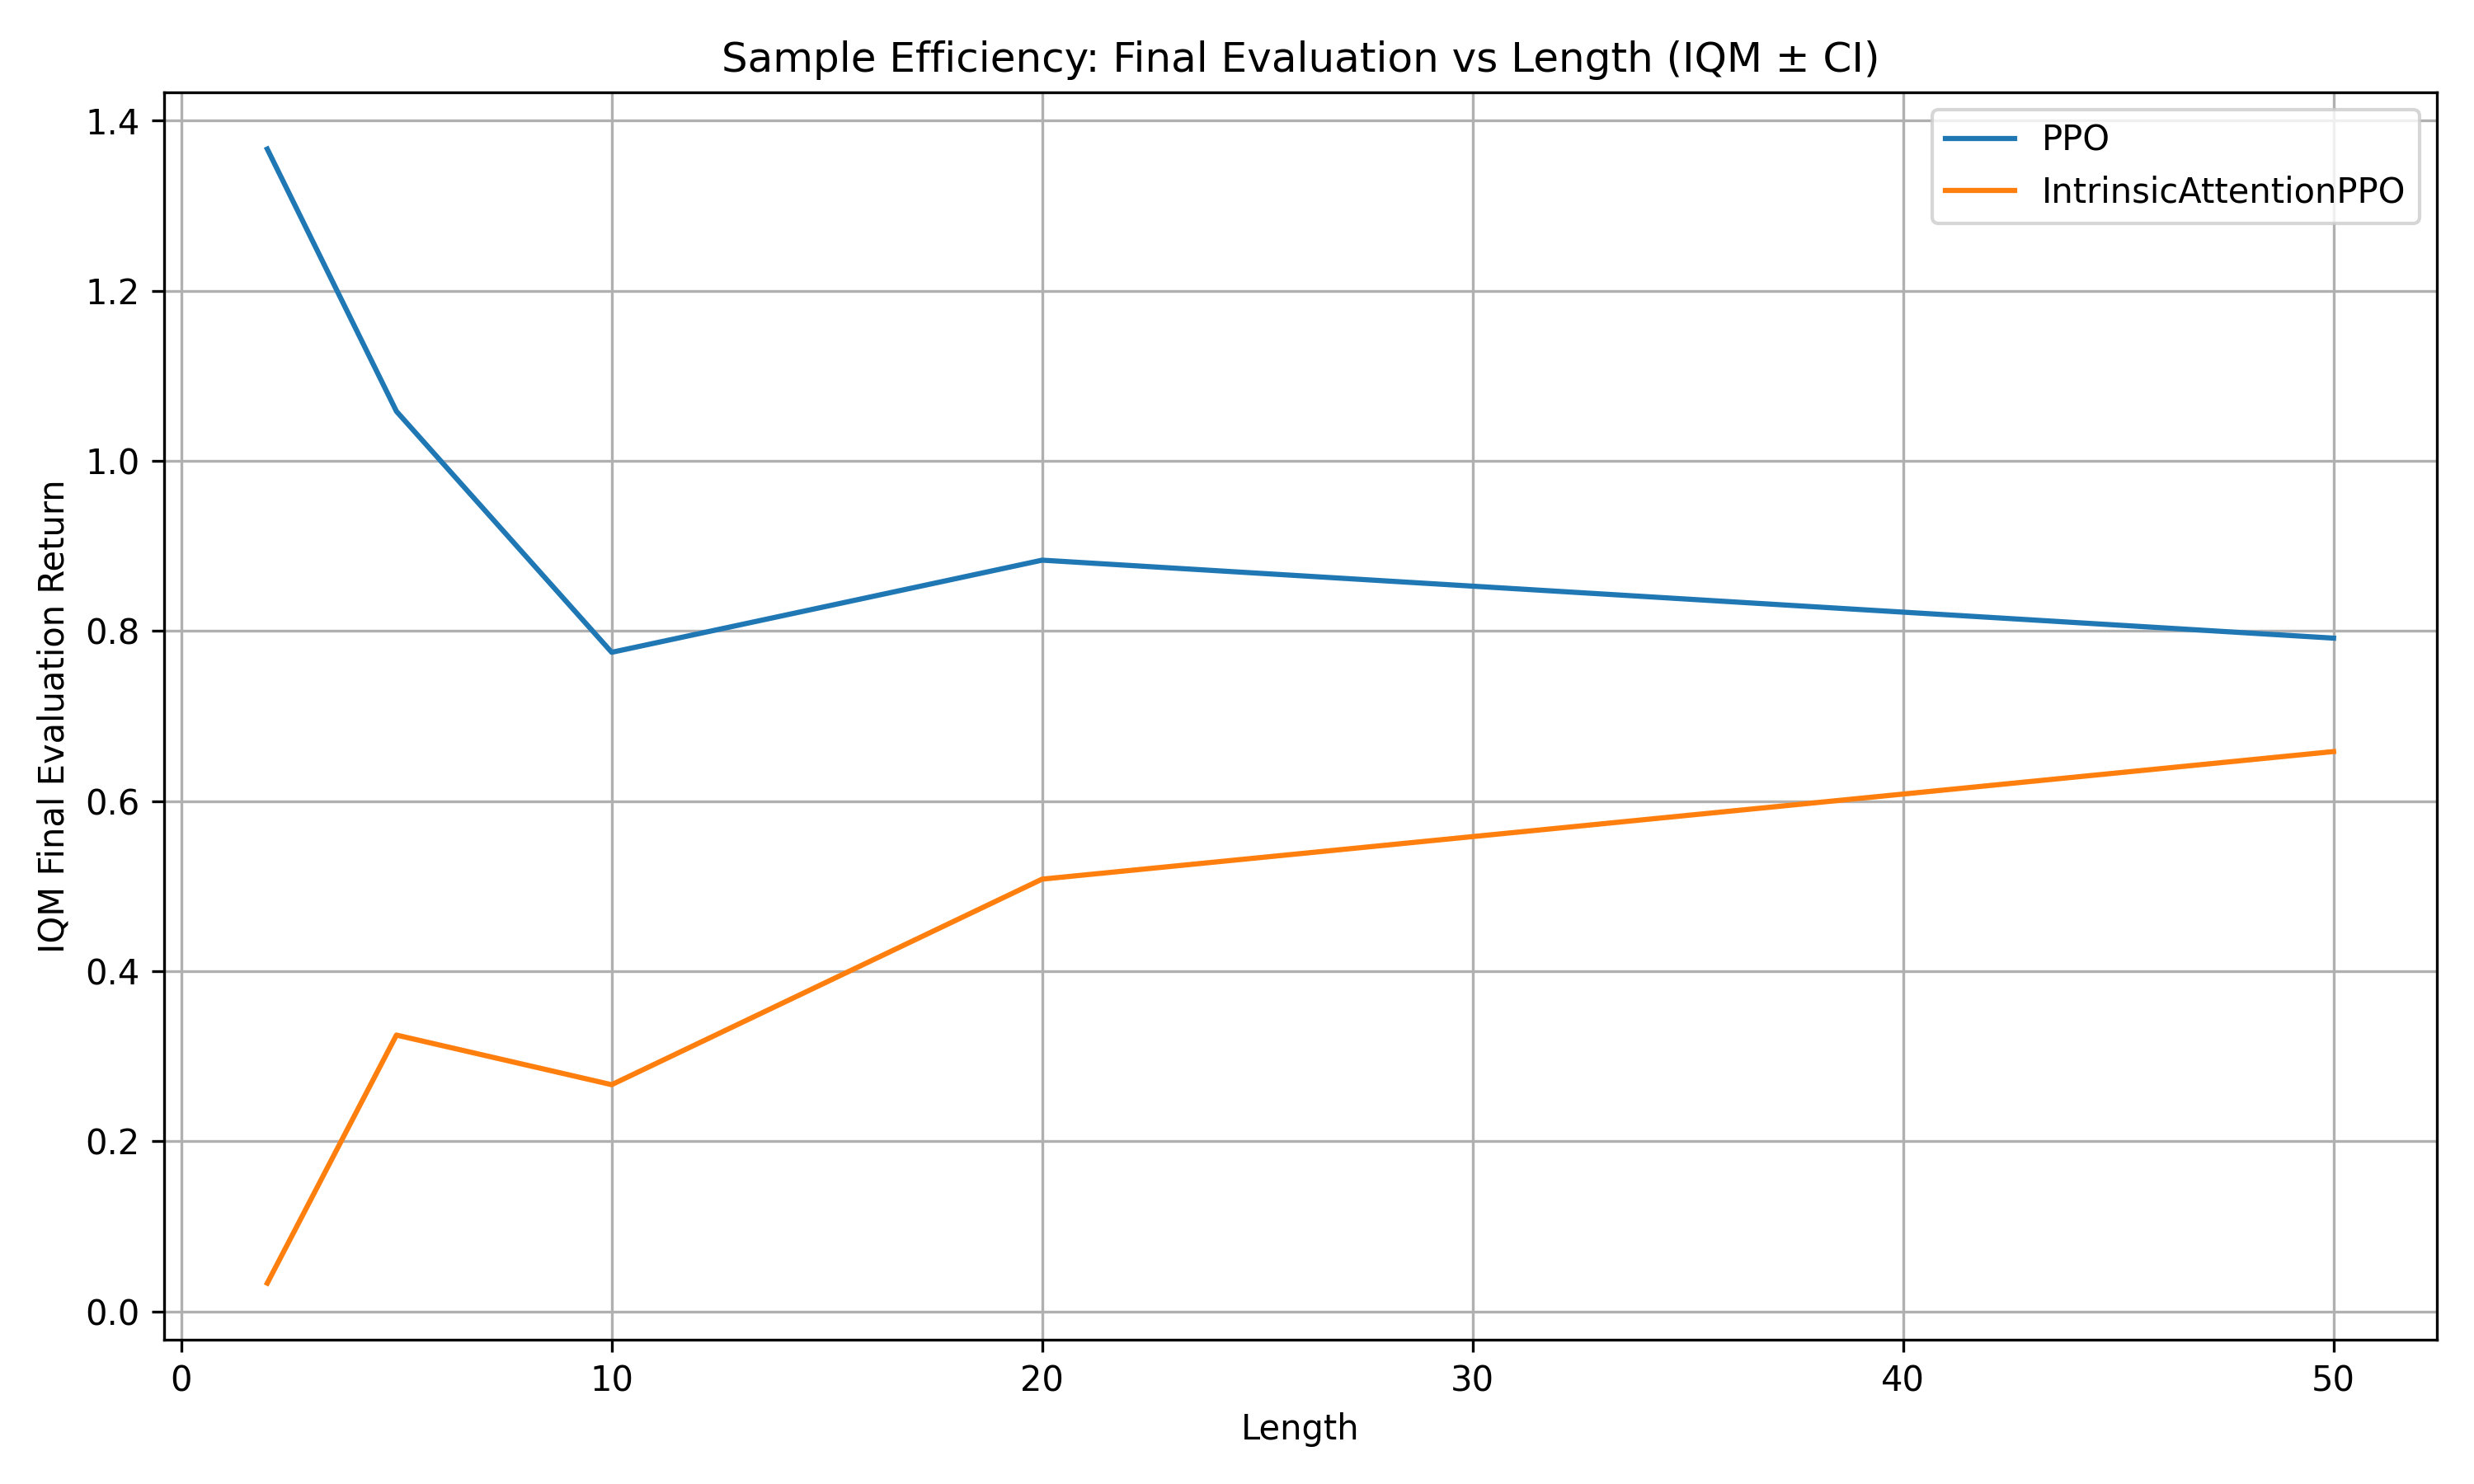 Sample Efficiency: Final Evaluation vs Length (IQM ± CI)
PPO
IntrinsicAttentionPPO
IQM Final Evaluation Return
1.4
1.2
1.0
0.8
0.6
0.4
0.2
0.0
0 10 20 30 40 50
Length